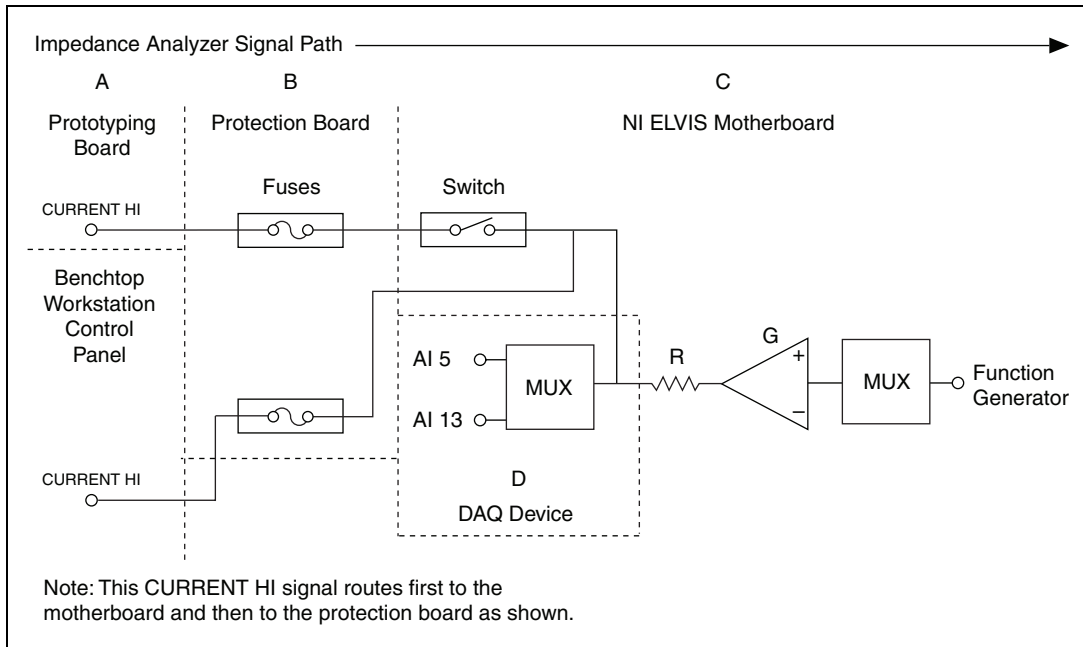 Impedance Analyzer Signal Path
A
B
C
Prototyping
Board
Protection Board
NI ELVIS Motherboard
Fuses
Switch
CURRENT HI
Benchtop
Workstation
Control
Panel
AI 5
MUX
AI 13
R
G
+
−
MUX
Function
Generator
CURRENT HI
D
DAQ Device
Note: This CURRENT HI signal routes first to the
motherboard and then to the protection board as shown.